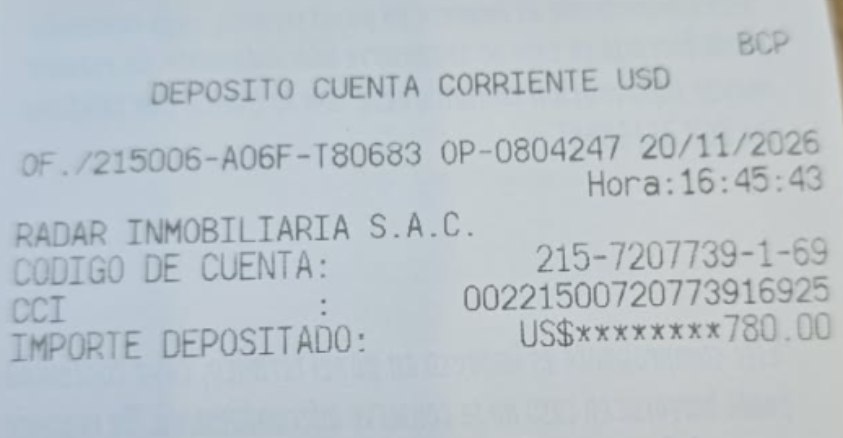 BCP
DEPOSITO CUENTA CORRIENTE USD
OF./215006-A06F-T80683 OP-0804247 20/11/2026
Hora:16:45:43
RADAR INMOBILIARIA S.A.C.
CODIGO DE CUENTA: 215-7207739-1-69
CCI : 00221500720773916925
IMPORTE DEPOSITADO: US$********780.00